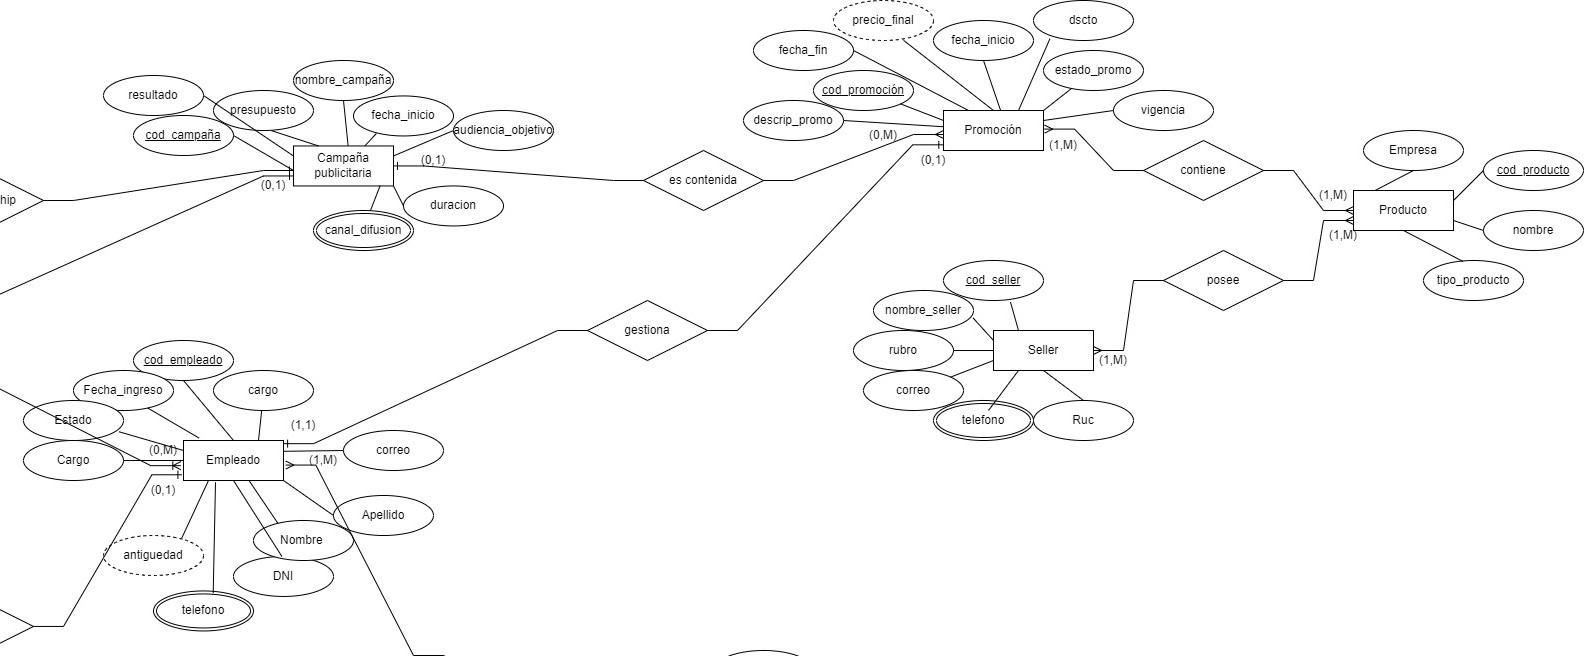 precio_final
dscto
fecha_inicio
fecha_fin
estado_promo
nombre_campaña
cod_promoción
resultado
presupuesto
fecha_inicio
vigencia
descrip_promo
audiencia_objetivo
cod_campaña
(0,M)
Promoción
(1,M)
(0,1)
Empresa
Campaña
publicitaria
(0,1)
(0,1)
es contenida
contiene
cod_producto
hip
(1,M)
duracion
Producto
canal_difusion
(1,M)
nombre
cod_seller
posee
tipo_producto
nombre_seller
gestiona
rubro
Seller
(1,M)
cod_empleado
Fecha_ingreso
cargo
correo
Estado
(1,1)
telefono
Ruc
(0,M)
correo
Cargo
Empleado
(1,M)
(0,1)
Apellido
Nombre
antiguedad
DNI
telefono